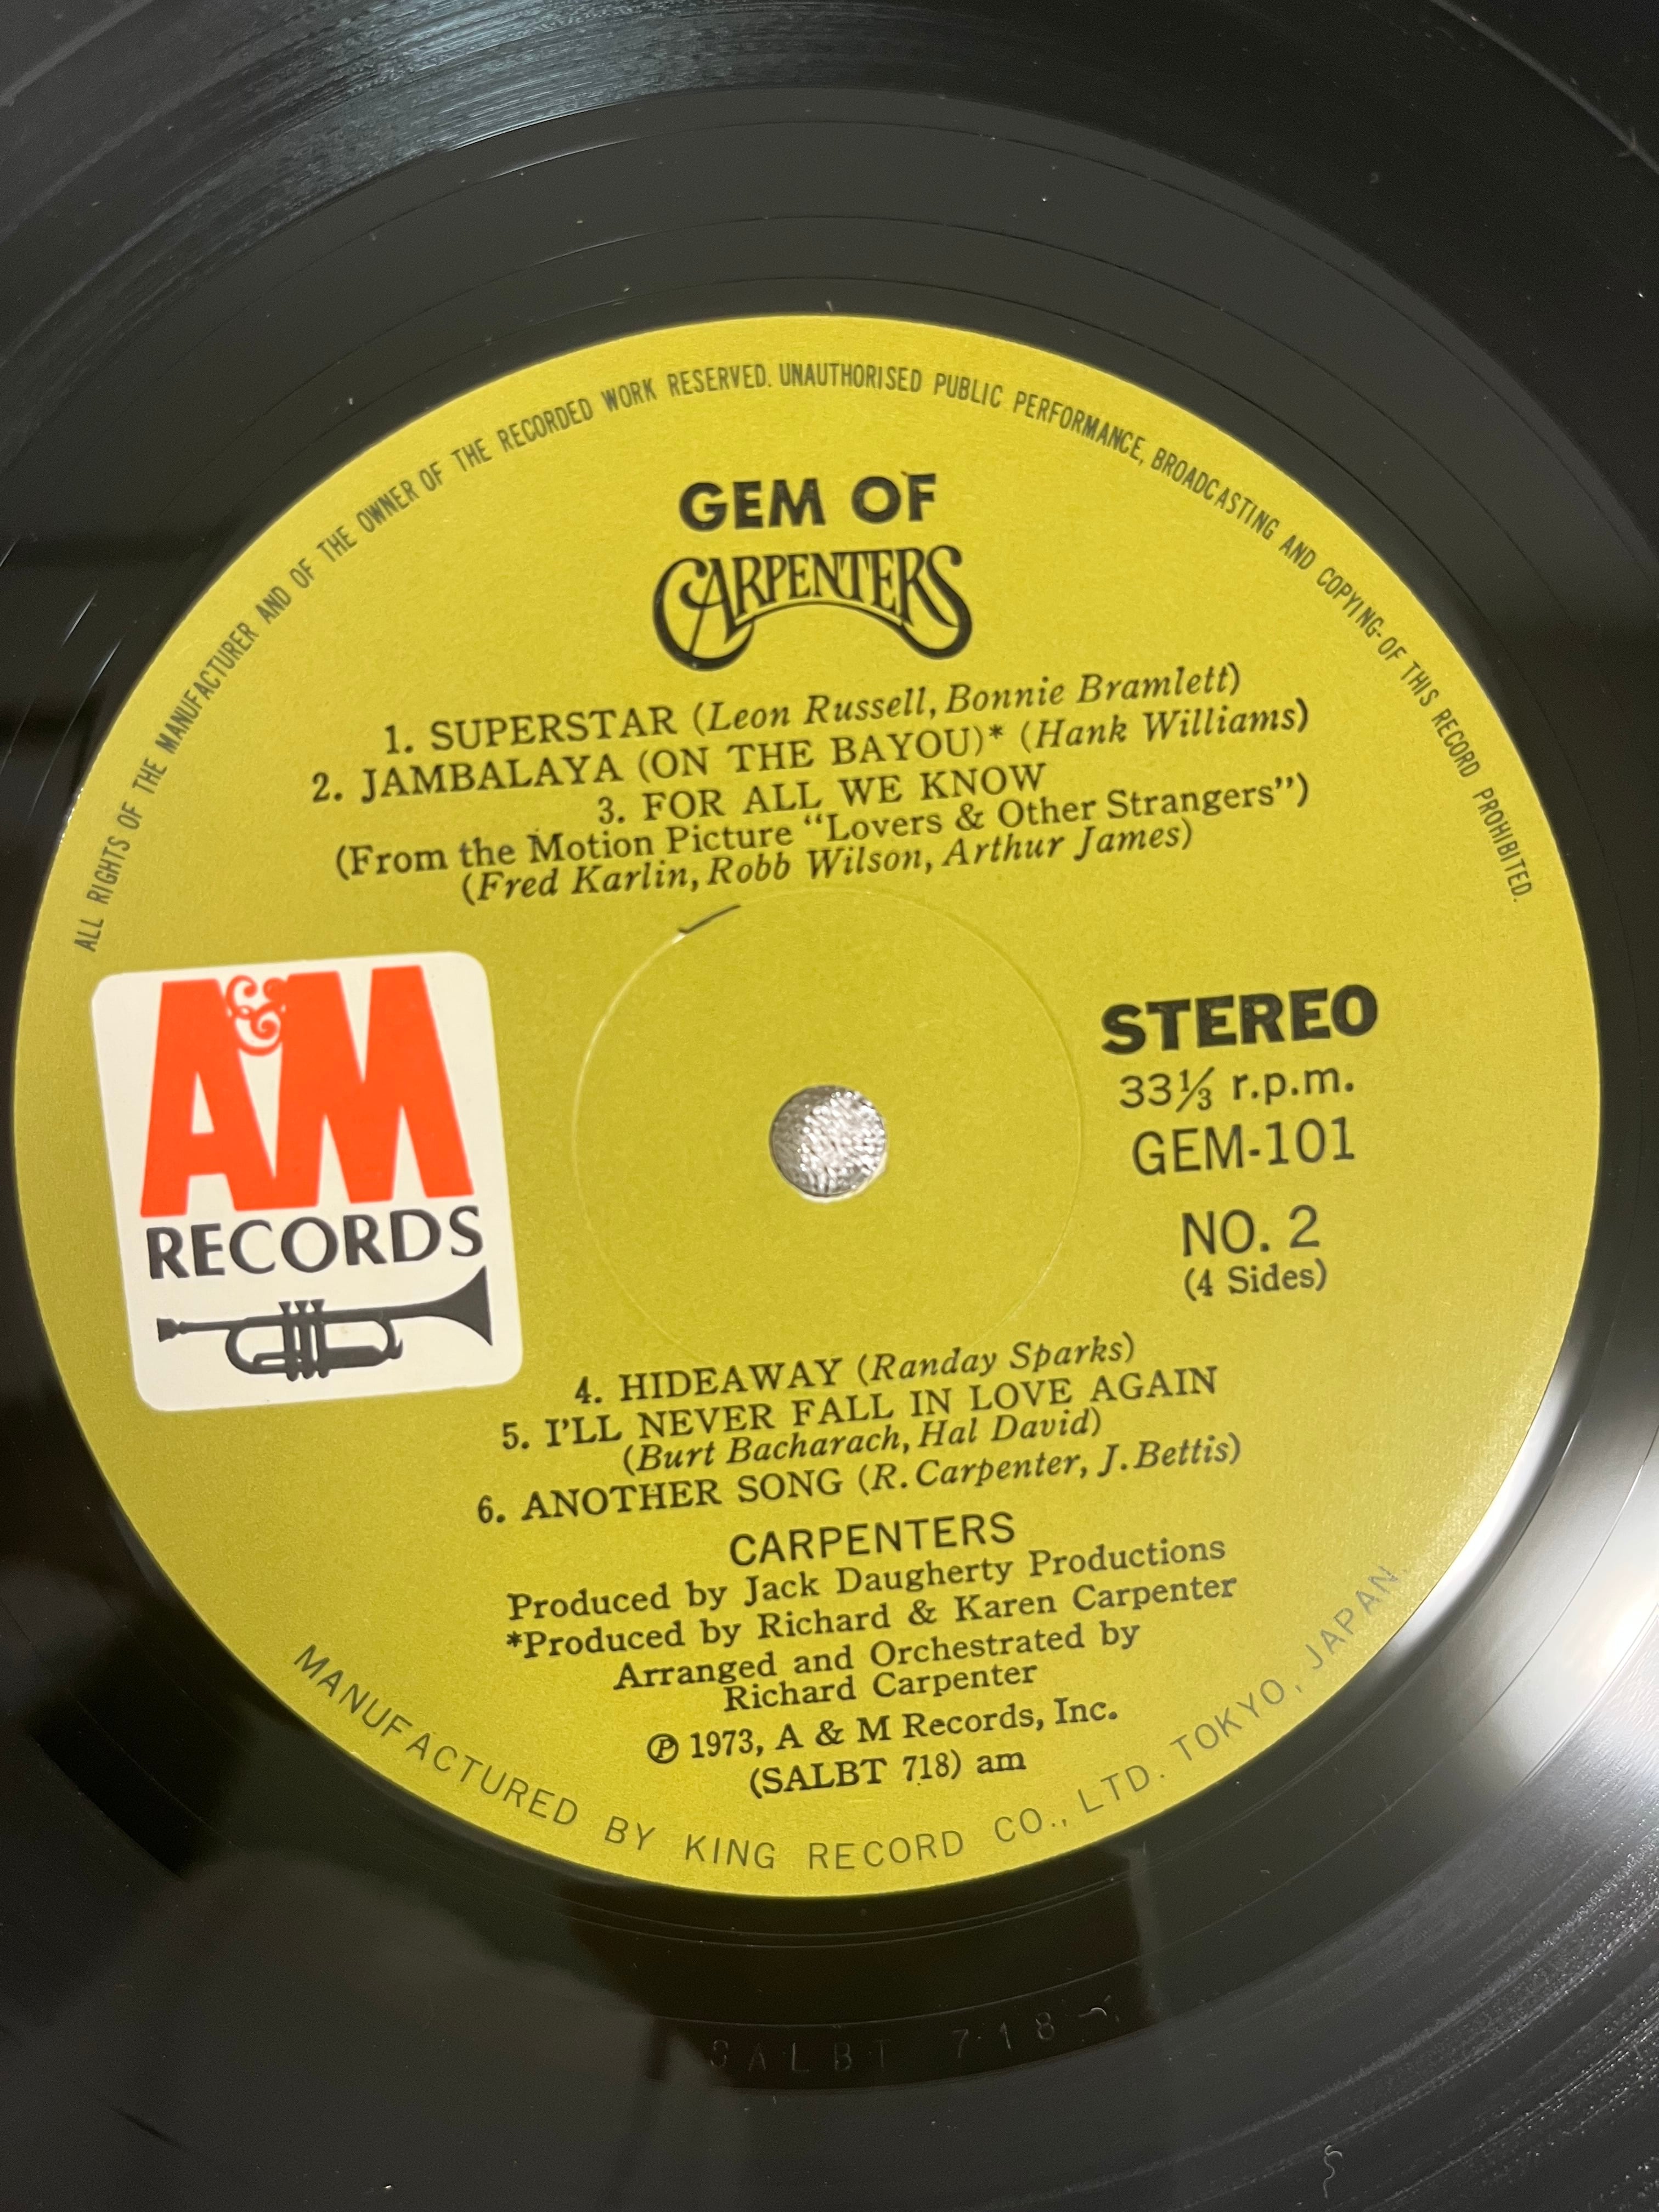 ALL RIGHTS OF THE MANUFACTURER AND OF THE OWNER OF THE RECORDED WORK RESERVED. UNAUTHORISED PUBLIC PERFORMANCE, BROADCASTING AND COPYING OF THIS RECORD PROHIBITED.
GEM OF
CARPENTERS
1. SUPERSTAR (Leon Russell, Bonnie Bramlett)
2. JAMBALAYA (ON THE BAYOU)* (Hank Williams)
3. FOR ALL WE KNOW
(From the Motion Picture “Lovers & Other Strangers”)
(Fred Karlin, Robb Wilson, Arthur James)
A&M
RECORDS
STEREO
33⅓ r.p.m.
GEM-101
NO. 2
(4 Sides)
4. HIDEAWAY (Randay Sparks)
5. I'LL NEVER FALL IN LOVE AGAIN
(Burt Bacharach, Hal David)
6. ANOTHER SONG (R. Carpenter, J. Bettis)
CARPENTERS
Produced by Jack Daugherty Productions
*Produced by Richard & Karen Carpenter
Arranged and Orchestrated by
Richard Carpenter
℗ 1973, A & M Records, Inc.
(SALBT 718) am
MANUFACTURED BY KING RECORD CO., LTD. TOKYO, JAPAN.
SALBT 718